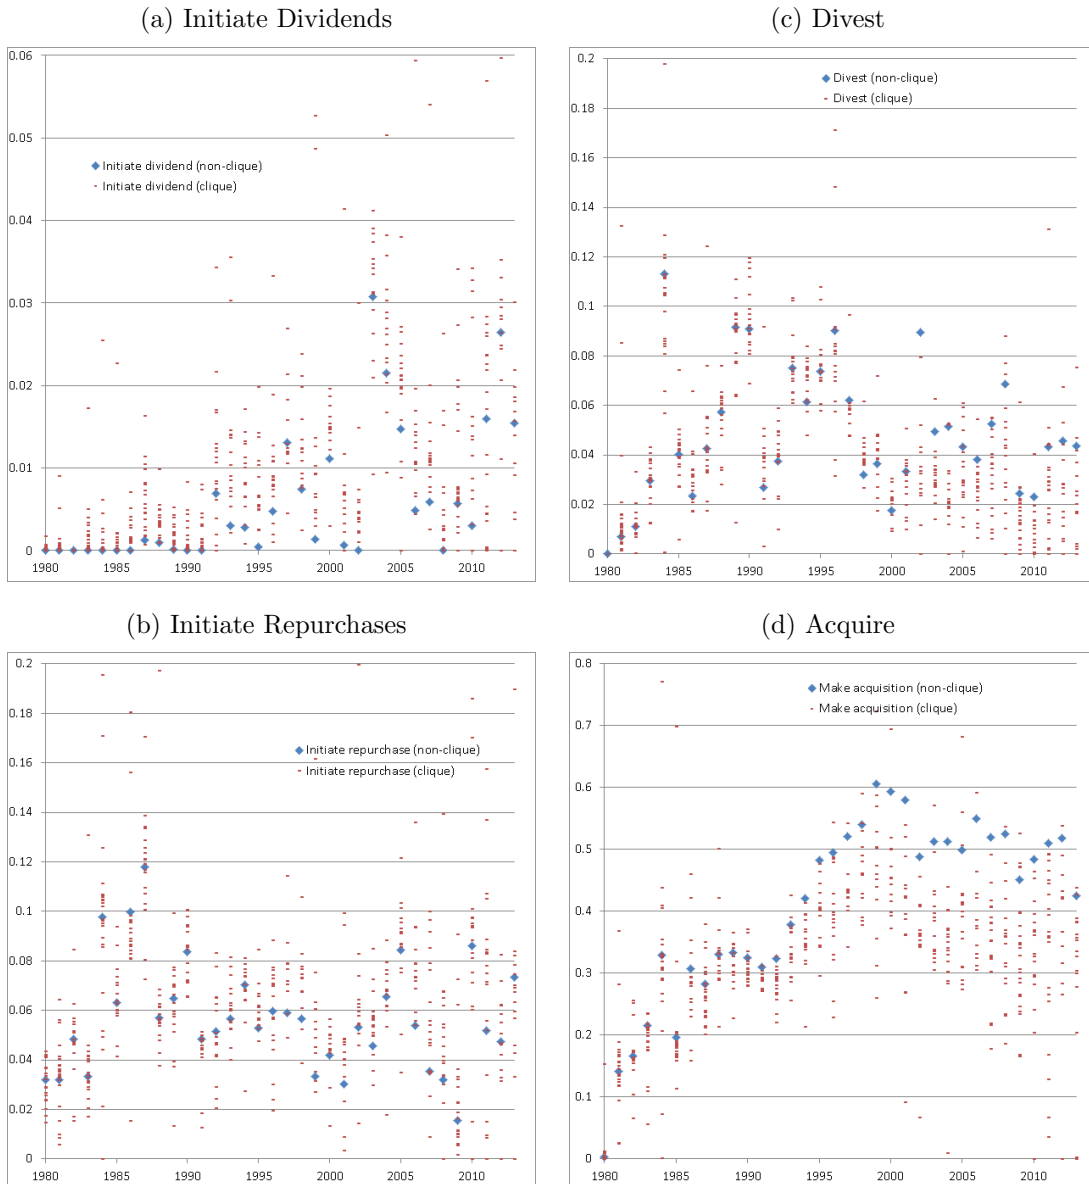 (a) Initiate Dividends
0.06
0.05
Initiate dividend (non-clique)
Initiate dividend (clique)
0.04
0.03
0.02
0.01
0
1980 1985 1990 1995 2000 2005 2010
(c) Divest
0.2
Divest (non-clique)
Divest (clique)
0.18
0.16
0.14
0.12
0.1
0.08
0.06
0.04
0.02
0
1980 1985 1990 1995 2000 2005 2010
(b) Initiate Repurchases
0.2
0.18
Initiate repurchase (non-clique)
Initiate repurchase (clique)
0.16
0.14
0.12
0.1
0.08
0.06
0.04
0.02
0
1980 1985 1990 1995 2000 2005 2010
(d) Acquire
0.8
Make acquisition (non-clique)
Make acquisition (clique)
0.7
0.6
0.5
0.4
0.3
0.2
0.1
0
1980 1985 1990 1995 2000 2005 2010